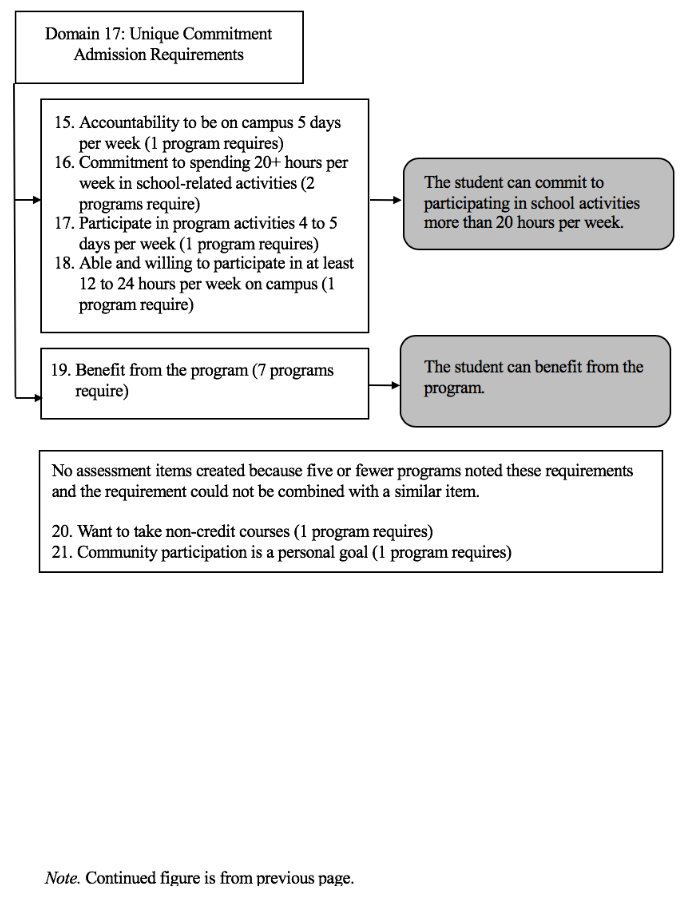 Domain 17: Unique Commitment
Admission Requirements
15. Accountability to be on campus 5 days
per week (1 program requires)
16. Commitment to spending 20+ hours per
week in school-related activities (2
programs require)
17. Participate in program activities 4 to 5
days per week (1 program requires)
18. Able and willing to participate in at least
12 to 24 hours per week on campus (1
program require)
The student can commit to
participating in school activities
more than 20 hours per week.
19. Benefit from the program (7 programs
require)
The student can benefit from the
program.
No assessment items created because five or fewer programs noted these requirements
and the requirement could not be combined with a similar item.
20. Want to take non-credit courses (1 program requires)
21. Community participation is a personal goal (1 program requires)
Note. Continued figure is from previous page.